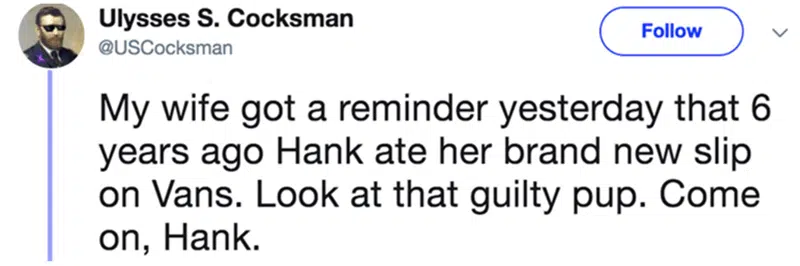 Ulysses S. Cocksman
@USCocksman
Follow
My wife got a reminder yesterday that 6
years ago Hank ate her brand new slip
on Vans. Look at that guilty pup. Come
on, Hank.